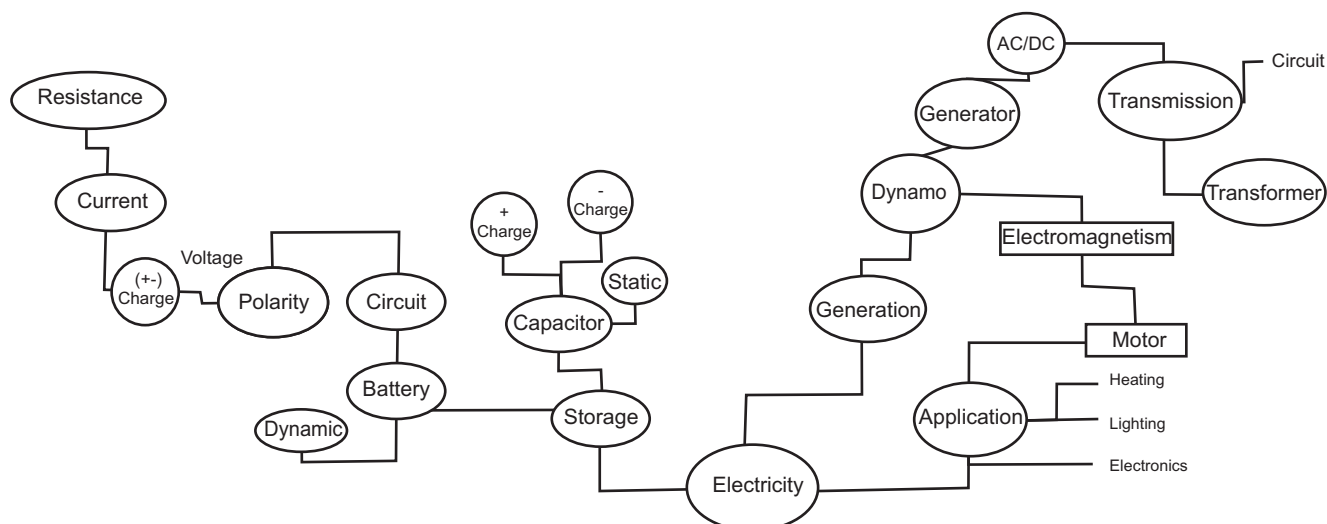 AC/DC
Circuit
Resistance
Transmission
Generator
Current
-
Charge
Dynamo
Transformer
+
Charge
Electromagnetism
Voltage
(+-)
Charge
Static
Polarity
Circuit
Capacitor
Generation
Motor
Battery
Heating
Dynamic
Storage
Application
Lighting
Electronics
Electricity